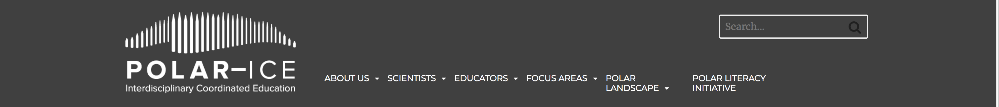 Search...
POLAR–ICE
Interdisciplinary Coordinated Education
ABOUT US
SCIENTISTS
EDUCATORS
FOCUS AREAS
POLAR
LANDSCAPE
POLAR LITERACY
INITIATIVE